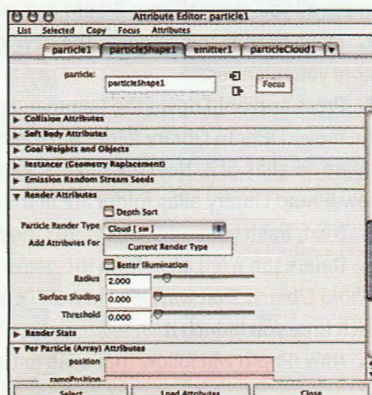 Attribute Editor: particle1
List Selected Copy Focus Attributes
particle1 particleShape1 emitter1 particleCloud1
particle: particleShape1 Focus
Collision Attributes
Soft Body Attributes
Goal Weights and Objects
Instancer (Geometry Replacement)
Emission Random Stream Seeds
Render Attributes
Depth Sort
Particle Render Type Cloud [ sw ]
Add Attributes For Current Render Type
Better Illumination
Radius 2.000
Surface Shading 0.000
Threshold 0.000
Render Stats
Per Particle (Array) Attributes
position
rampPosition
Select Load Attributes Close